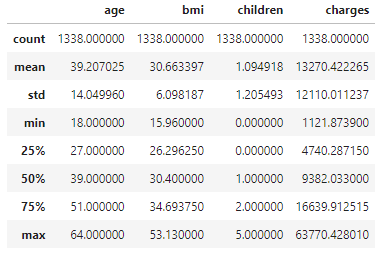 age bmi children charges
count 1338.000000 1338.000000 1338.000000 1338.000000
mean 39.207025 30.663397 1.094918 13270.422265
std 14.049960 6.098187 1.205493 12110.011237
min 18.000000 15.960000 0.000000 1121.873900
25% 27.000000 26.296250 0.000000 4740.287150
50% 39.000000 30.400000 1.000000 9382.033000
75% 51.000000 34.693750 2.000000 16639.912515
max 64.000000 53.130000 5.000000 63770.428010